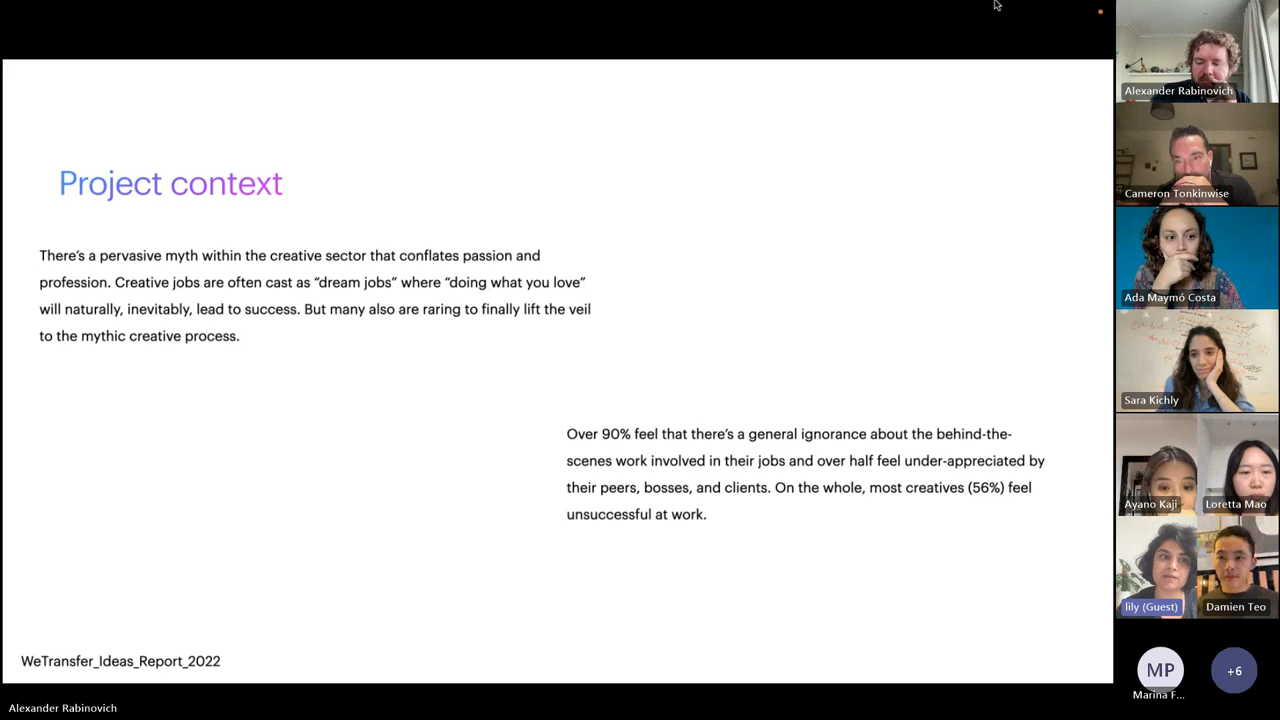 Project context
There's a pervasive myth within the creative sector that conflates passion and
profession. Creative jobs are often cast as “dream jobs” where “doing what you love”
will naturally, inevitably, lead to success. But many also are raring to finally lift the veil
to the mythic creative process.
Over 90% feel that there's a general ignorance about the behind-the-
scenes work involved in their jobs and over half feel under-appreciated by
their peers, bosses, and clients. On the whole, most creatives (56%) feel
unsuccessful at work.
WeTransfer_Ideas_Report_2022
Alexander Rabinovich
Alexander Rabinovich
Cameron Tonkinwise
Ada Maymó Costa
Sara Kichly
Ayano Kaji
Loretta Mao
lily (Guest)
Damien Teo
MP
+6
Marina F...